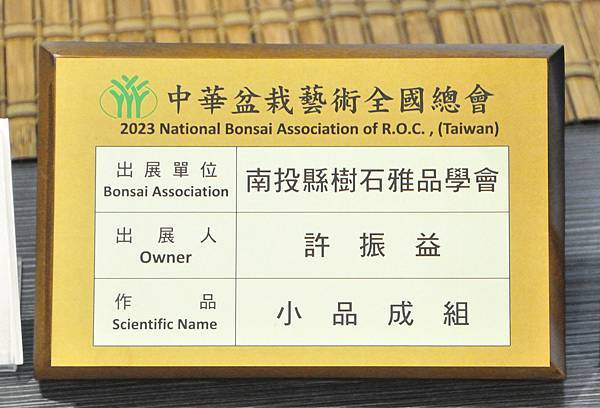 中華盆栽藝術全國總會
2023 National Bonsai Association of R.O.C. , (Taiwan)
出展單位 南投縣樹石雅品學會
Bonsai Association
出展人 許振益
Owner
作品 小品成組
Scientific Name